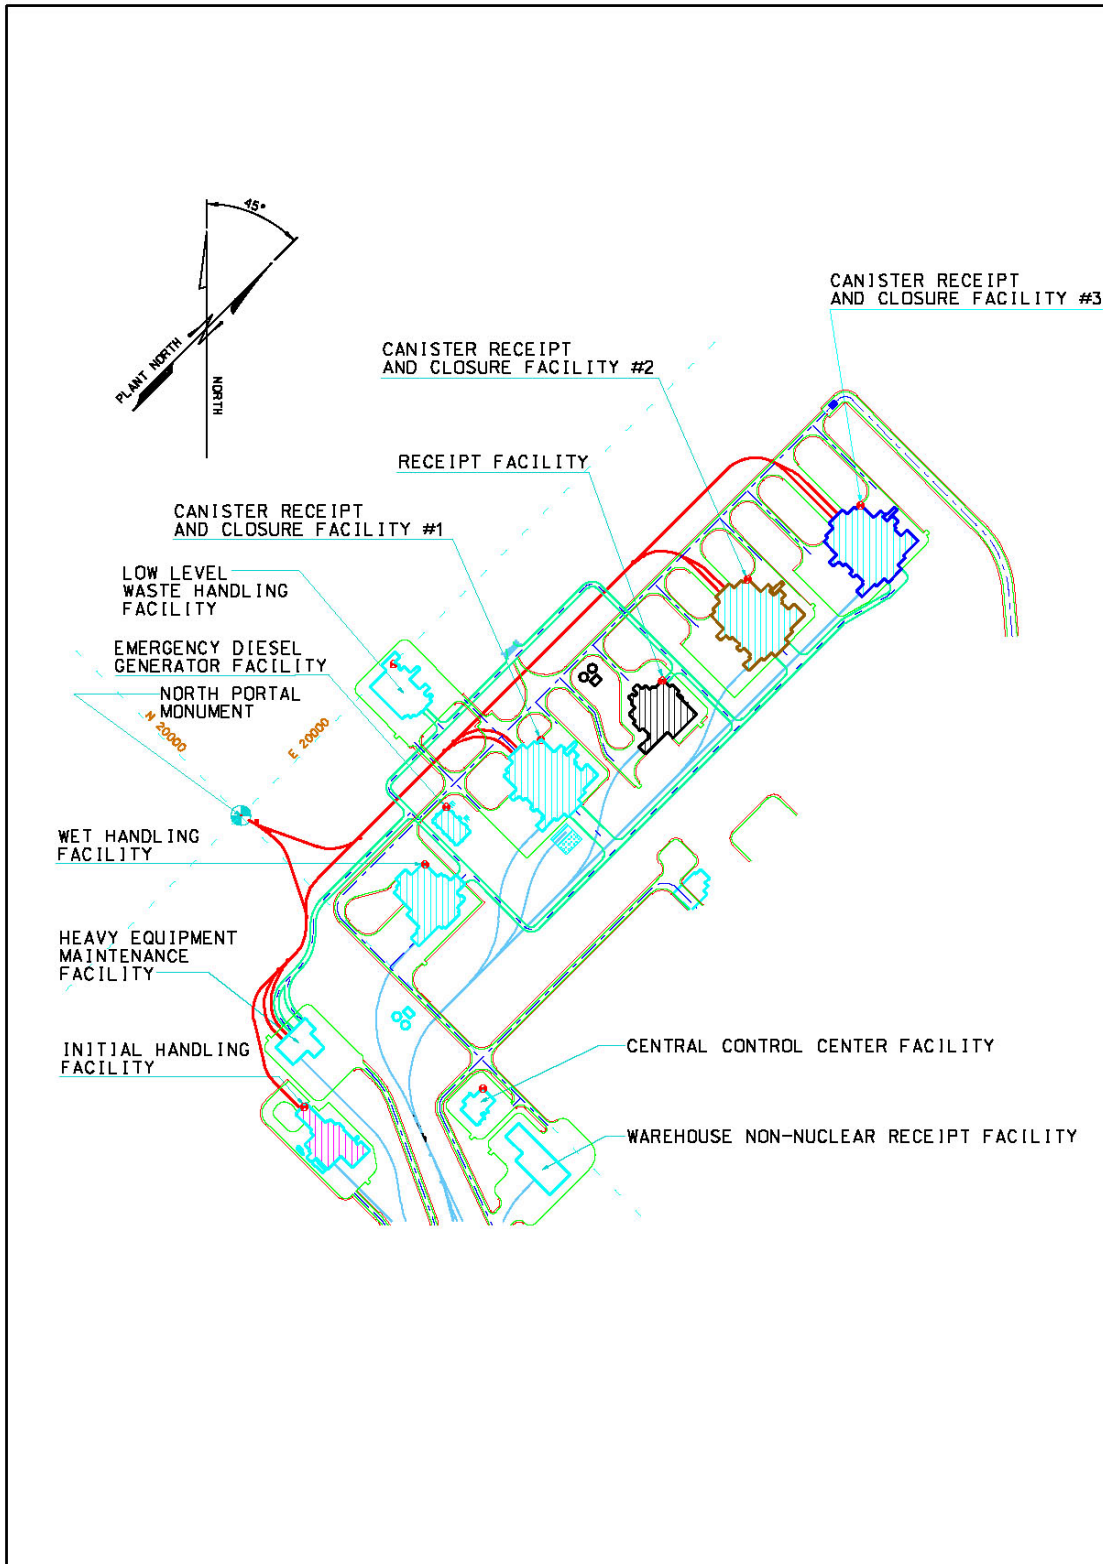 45°
PLANT NORTH
NORTH
CANISTER RECEIPT
AND CLOSURE FACILITY #3
CANISTER RECEIPT
AND CLOSURE FACILITY #2
RECEIPT FACILITY
CANISTER RECEIPT
AND CLOSURE FACILITY #1
LOW LEVEL
WASTE HANDLING
FACILITY
EMERGENCY DIESEL
GENERATOR FACILITY
NORTH PORTAL
MONUMENT
N 20000
E 20000
WET HANDLING
FACILITY
HEAVY EQUIPMENT
MAINTENANCE
FACILITY
INITIAL HANDLING
FACILITY
CENTRAL CONTROL CENTER FACILITY
WAREHOUSE NON-NUCLEAR RECEIPT FACILITY